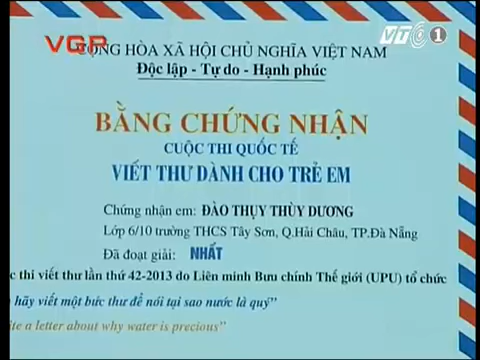 VGP
VTC 1
CỘNG HÒA XÃ HỘI CHỦ NGHĨA VIỆT NAM
Độc lập - Tự do - Hạnh phúc
BẰNG CHỨNG NHẬN
CUỘC THI QUỐC TẾ
VIẾT THƯ DÀNH CHO TRẺ EM
Chứng nhận em: ĐÀO THỤY THÙY DƯƠNG
Lớp 6/10 trường THCS Tây Sơn, Q.Hải Châu, TP.Đà Nẵng
Đã đoạt giải: NHẤT
thi viết thư lần thứ 42-2013 do Liên minh Bưu chính Thế giới (UPU) tổ chức
hãy viết một bức thư để nói tại sao nước là quý”
a letter about why water is precious”